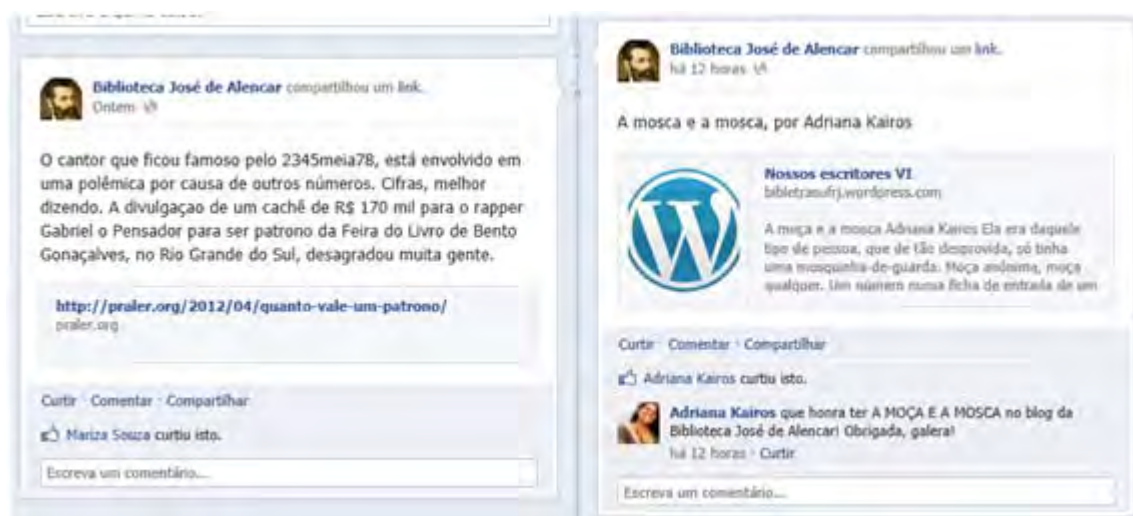 Biblioteca José de Alencar compartilhou um link.
Ontem
O cantor que ficou famoso pelo 2345meia78, está envolvido em
uma polêmica por causa de outros números. Cifras, melhor
dizendo. A divulgaçao de um cachê de R$ 170 mil para o rapper
Gabriel o Pensador para ser patrono da Feira do Livro de Bento
Gonaçalves, no Rio Grande do Sul, desagradou muita gente.
http://praler.org/2012/04/quanto-vale-um-patrono/
praler.org
Curtir · Comentar · Compartilhar
Mariza Souza curtiu isto.
Escreva um comentário...
Biblioteca José de Alencar compartilhou um link.
há 12 horas
A mosca e a mosca, por Adriana Kairos
Nossos escritores VI
bibletrasufrj.wordpress.com
A moça e a mosca Adriana Kairos Ela era daquele
tipo de pessoa, que de tão desprovida, só tinha
uma mosquinha-de-guarda. Moça anônima, moça
qualquer. Um número numa ficha de entrada de um
Curtir · Comentar · Compartilhar
Adriana Kairos curtiu isto.
Adriana Kairos que honra ter A MOÇA E A MOSCA no blog da
Biblioteca José de Alencar! Obrigada, galera!
há 12 horas · Curtir
Escreva um comentário...